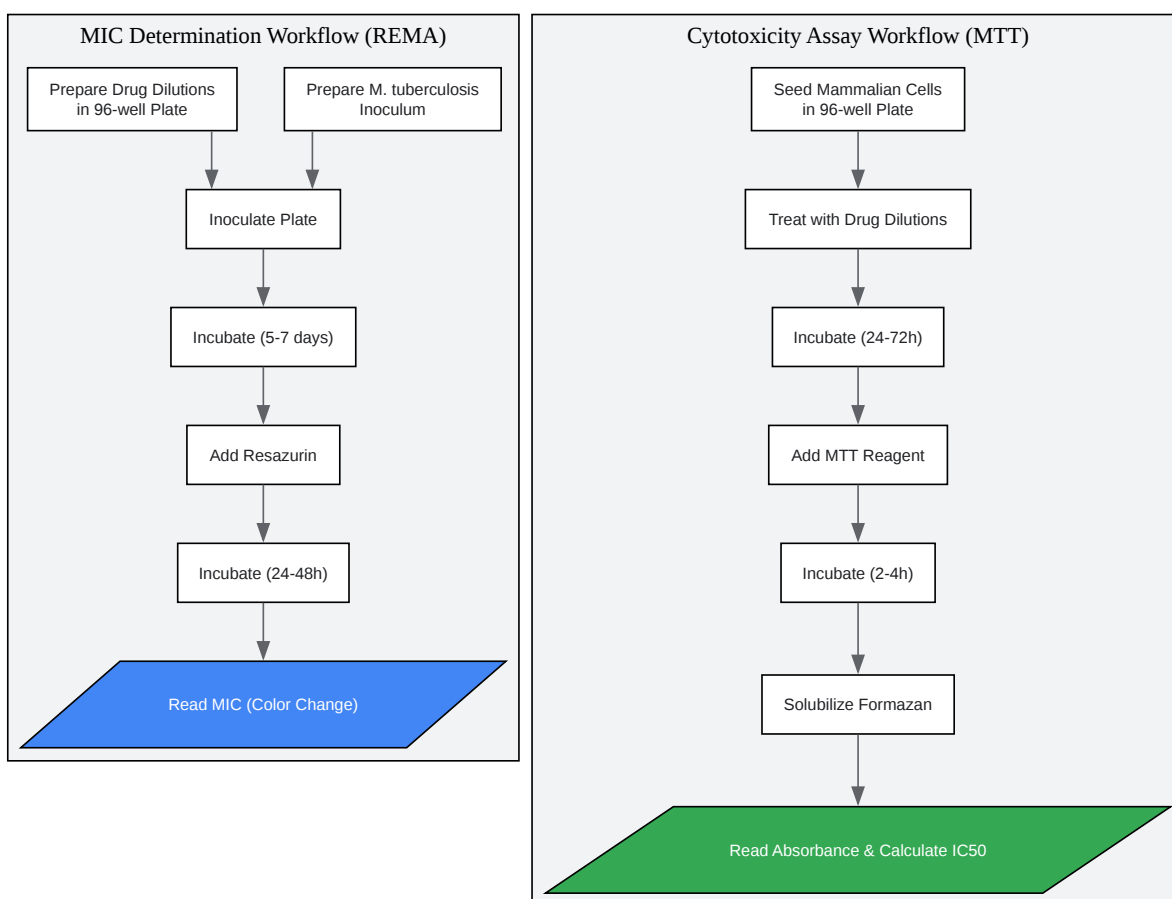 MIC Determination Workflow (REMA)
Prepare Drug Dilutions
in 96-well Plate
Prepare M. tuberculosis
Inoculum
Inoculate Plate
Incubate (5-7 days)
Add Resazurin
Incubate (24-48h)
Read MIC (Color Change)
Cytotoxicity Assay Workflow (MTT)
Seed Mammalian Cells
in 96-well Plate
Treat with Drug Dilutions
Incubate (24-72h)
Add MTT Reagent
Incubate (2-4h)
Solubilize Formazan
Read Absorbance & Calculate IC50